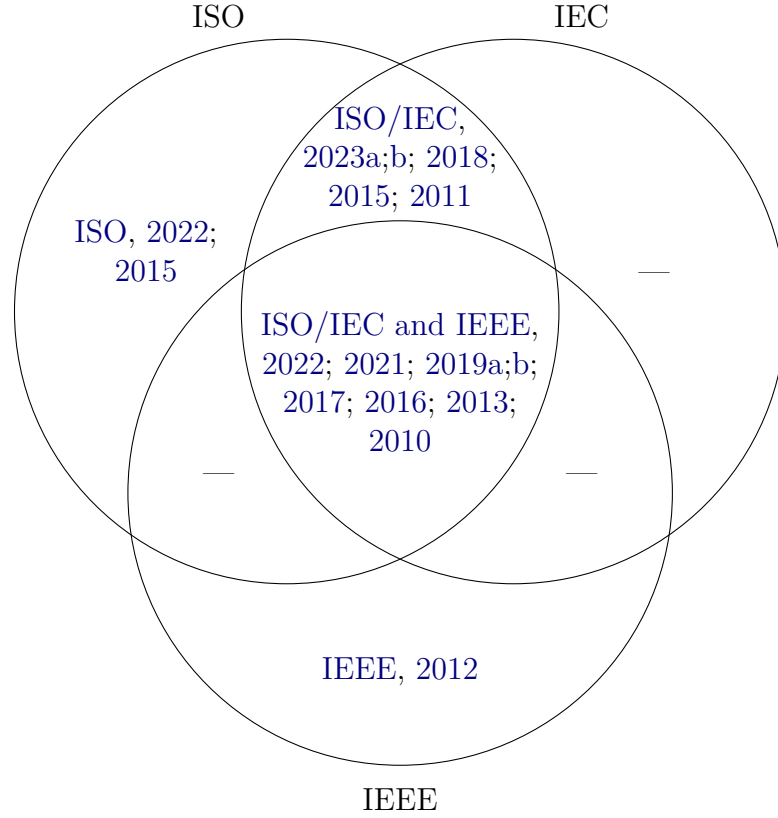 ISO
IEC
ISO/IEC,
2023a;b; 2018;
2015; 2011
ISO, 2022;
2015
—
ISO/IEC and IEEE,
2022; 2021; 2019a;b;
2017; 2016; 2013;
2010
—
—
IEEE, 2012
IEEE